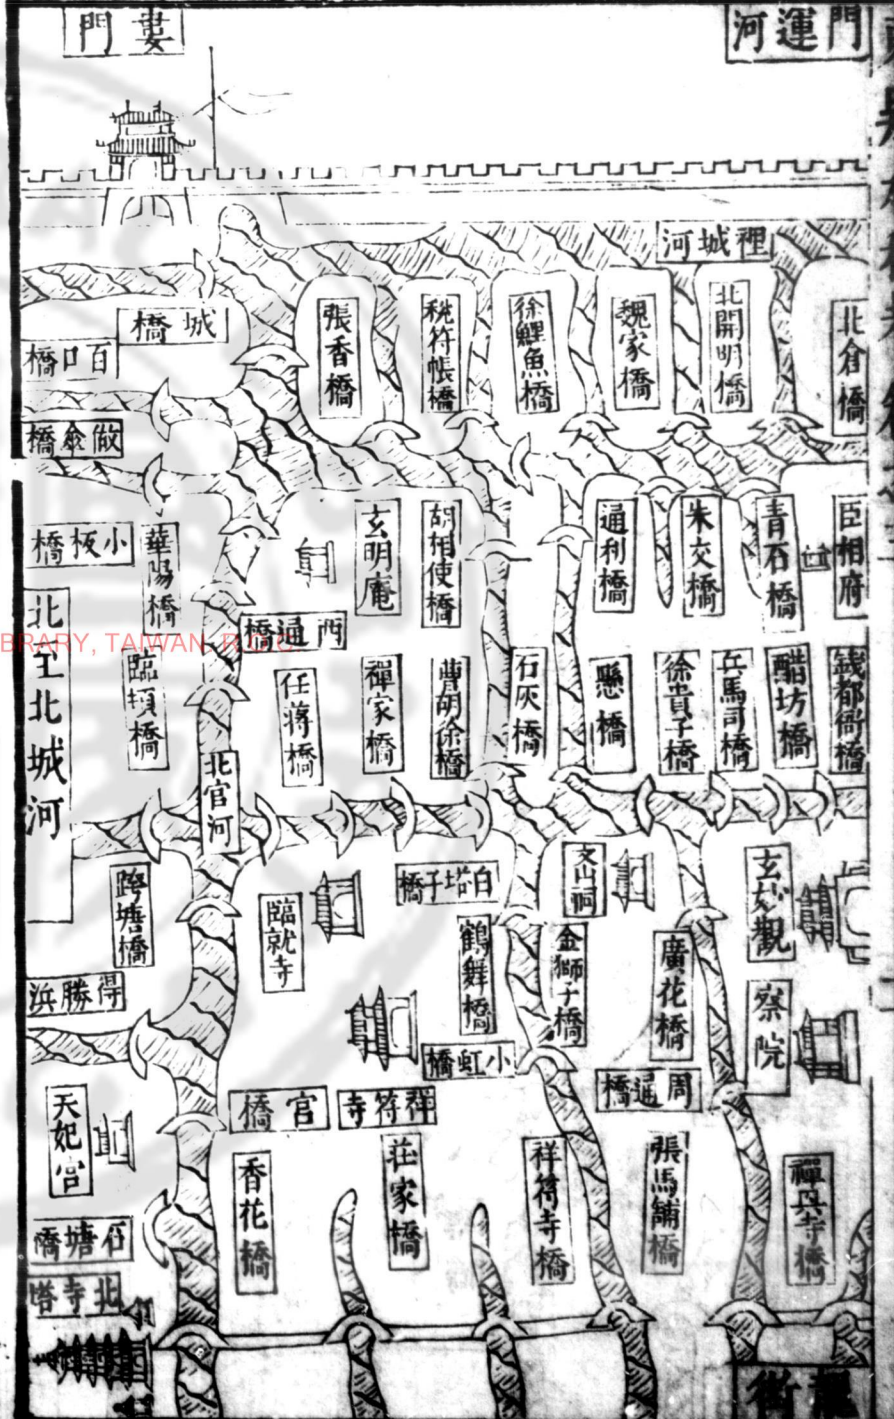 婁門
門運河
裡城河
北倉橋
北開明橋
魏家橋
徐鯉魚橋
稅符帳橋
張香橋
城橋
百口橋
做傘橋
臣相府
青石橋
朱交橋
通利橋
胡相使橋
玄明庵
華陽橋
小板橋
西通橋
錢都衙橋
醋坊橋
兵馬司橋
徐貴子橋
懸橋
石灰橋
曹胡徐橋
禪家橋
任蔣橋
臨頓橋
北官河
北城河
BRARY, TAIWAN, R.O.C.
玄妙觀
文山祠
白塔子橋
臨就寺
跨塘橋
察院
廣花橋
金獅子橋
鶴舞橋
得勝浜
小虹橋
周通橋
祥符寺
官橋
天妃宮
張馬舖橋
祥符寺橋
莊家橋
香花橋
石塘橋
北寺塔